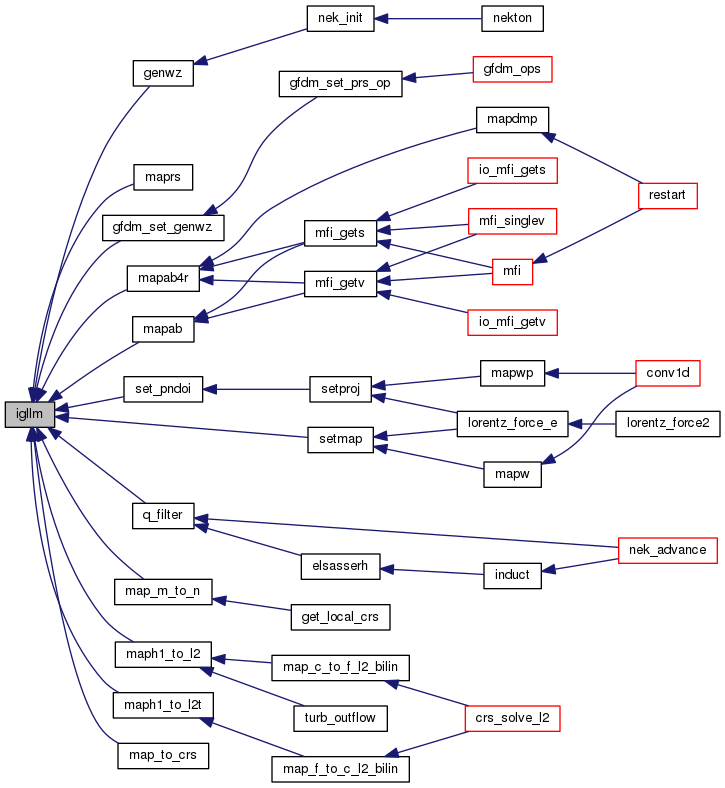 nek_init
nekton
genwz
gfdm_set_prs_op
gfdm_ops
mapdmp
maprs
io_mfi_gets
restart
gfdm_set_genwz
mfi_gets
mfi_singlev
mapab4r
mfi_getv
mfi
mapab
io_mfi_getv
set_pndoi
setproj
mapwp
conv1d
igllm
setmap
lorentz_force_e
lorentz_force2
mapw
q_filter
elsasserh
induct
nek_advance
map_m_to_n
get_local_crs
maph1_to_l2
map_c_to_f_l2_bilin
maph1_to_l2t
turb_outflow
crs_solve_l2
map_to_crs
map_f_to_c_l2_bilin